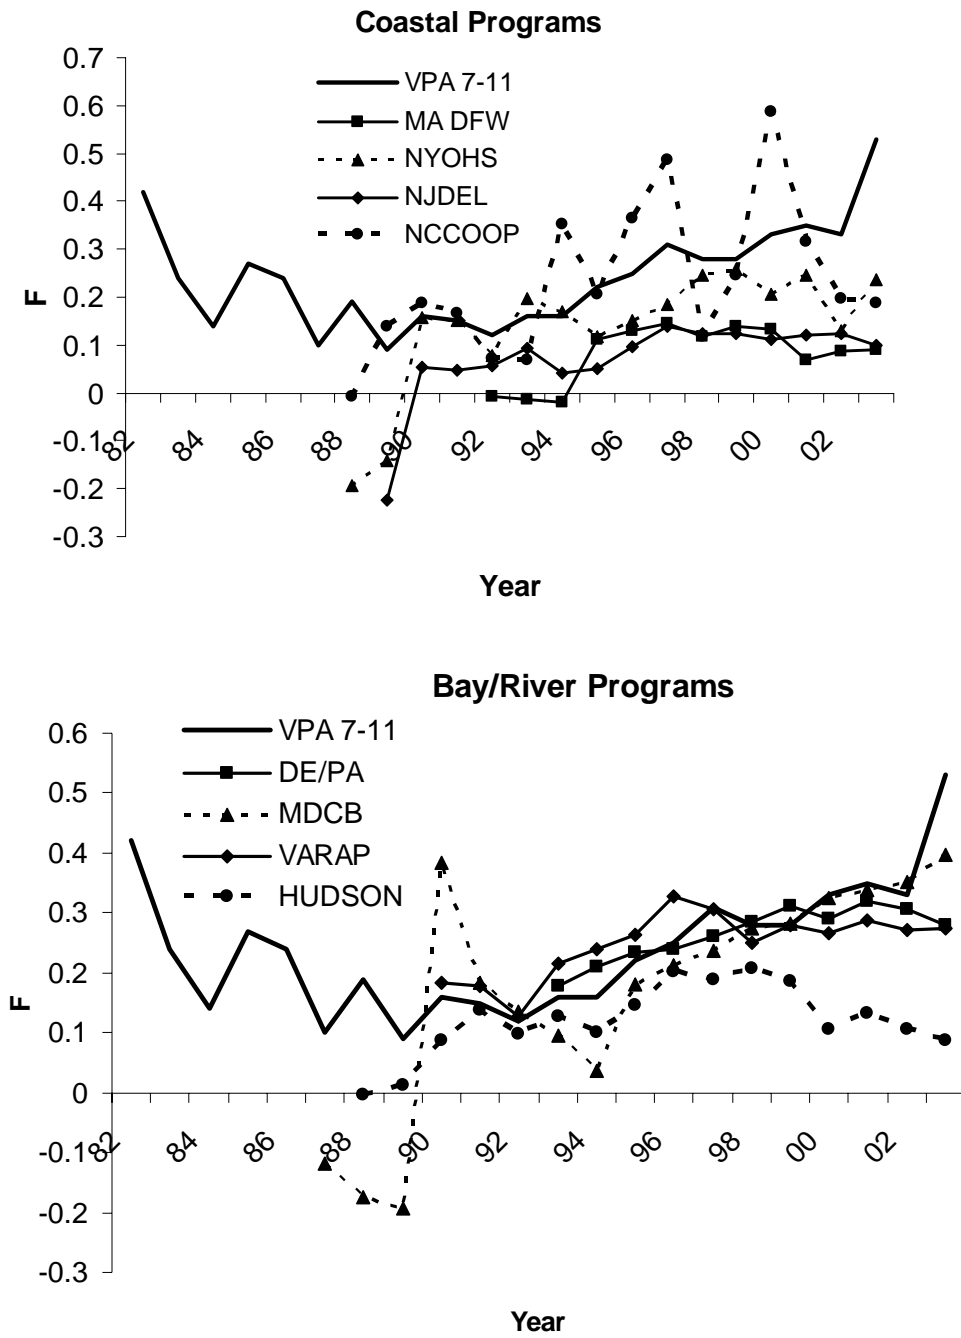 Coastal Programs
0.7
0.6
0.5
0.4
0.3
0.2
0.1
0
-0.1
-0.2
-0.3
F
VPA 7-11
MA DFW
NYOHS
NJDEL
NCCOOP
82 84 86 88 90 92 94 96 98 00 02
Year
Bay/River Programs
0.6
0.5
0.4
0.3
0.2
0.1
0
-0.1
-0.2
-0.3
F
VPA 7-11
DE/PA
MDCB
VARAP
HUDSON
82 84 86 88 90 92 94 96 98 00 02
Year